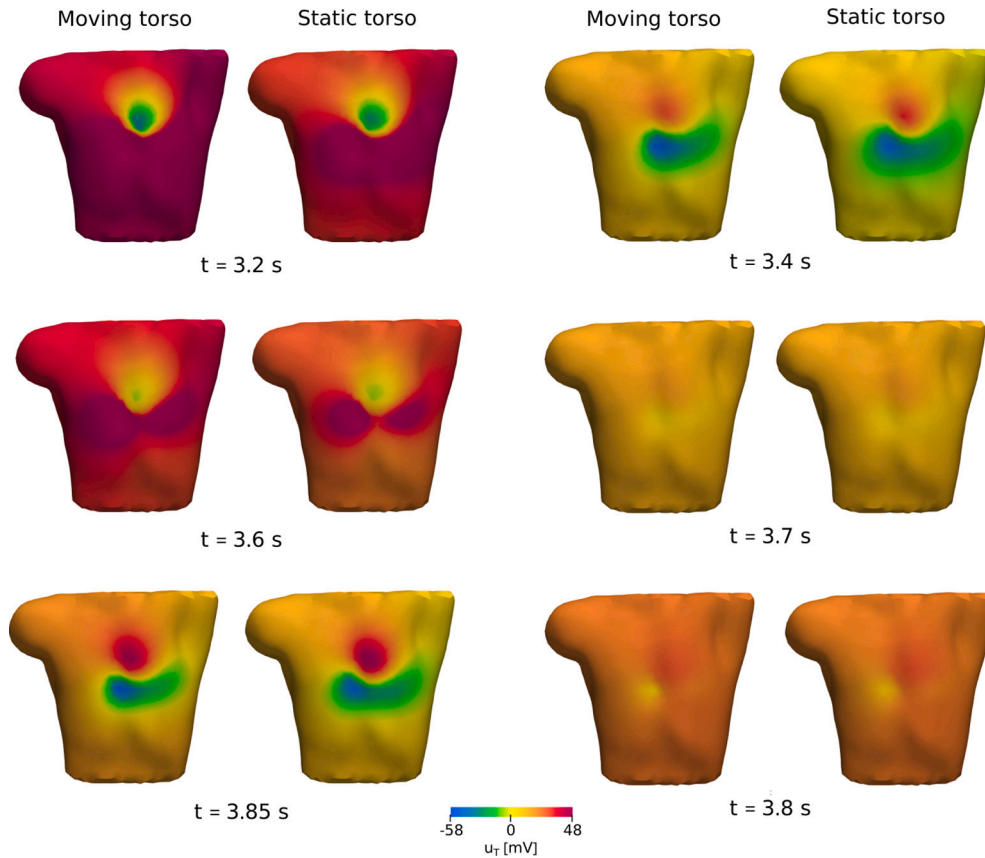 Moving torso
Static torso
Moving torso
Static torso
t = 3.2 s
t = 3.4 s
t = 3.6 s
t = 3.7 s
t = 3.85 s
t = 3.8 s
-58
0
48
u_T [mV]